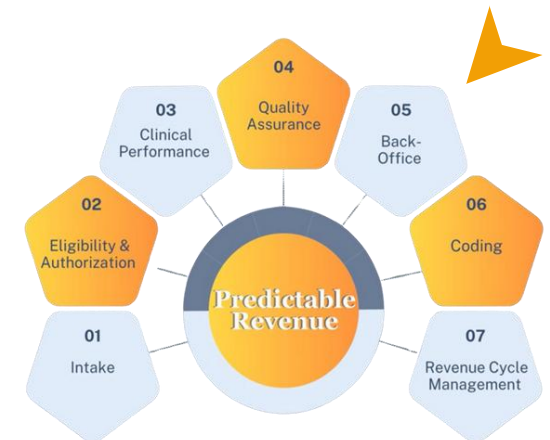 01
Intake
02
Eligibility &
Authorization
03
Clinical
Performance
04
Quality
Assurance
05
Back-
Office
06
Coding
07
Revenue Cycle
Management
Predictable
Revenue